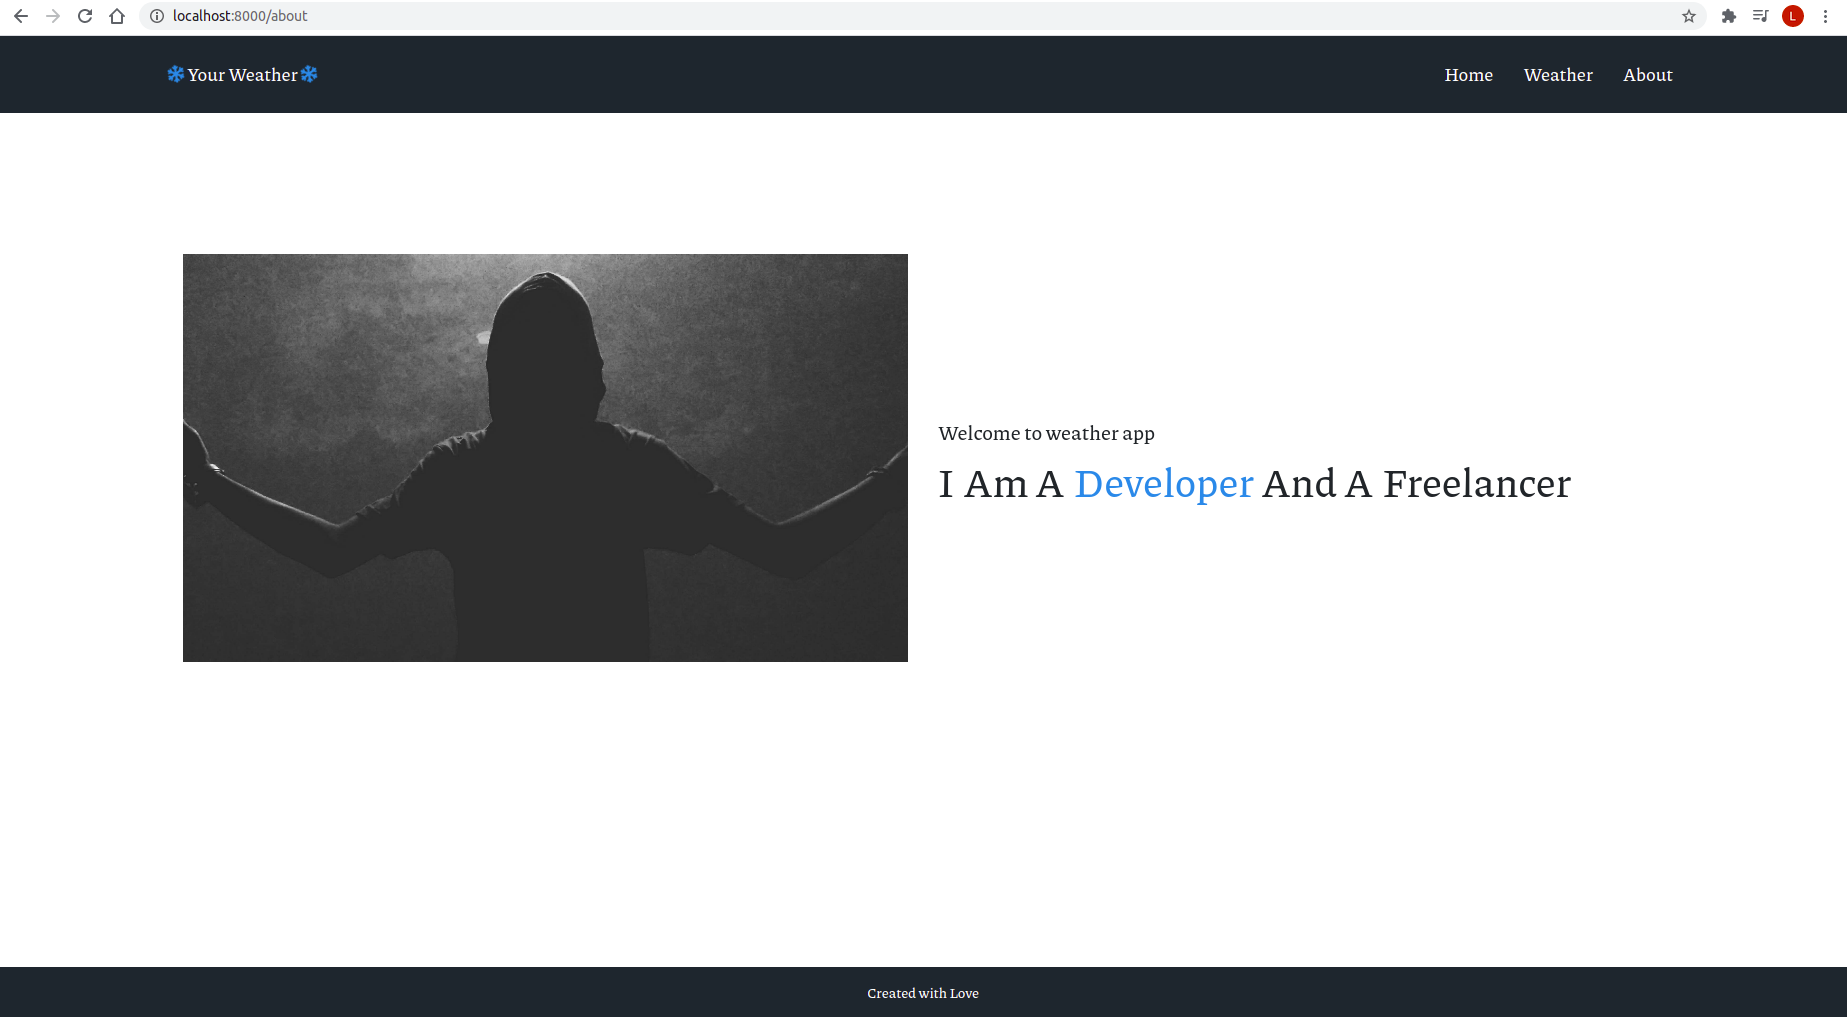 localhost:8000/about
L
❄Your Weather❄
Home Weather About
Welcome to weather app
I Am A Developer And A Freelancer
Created with Love